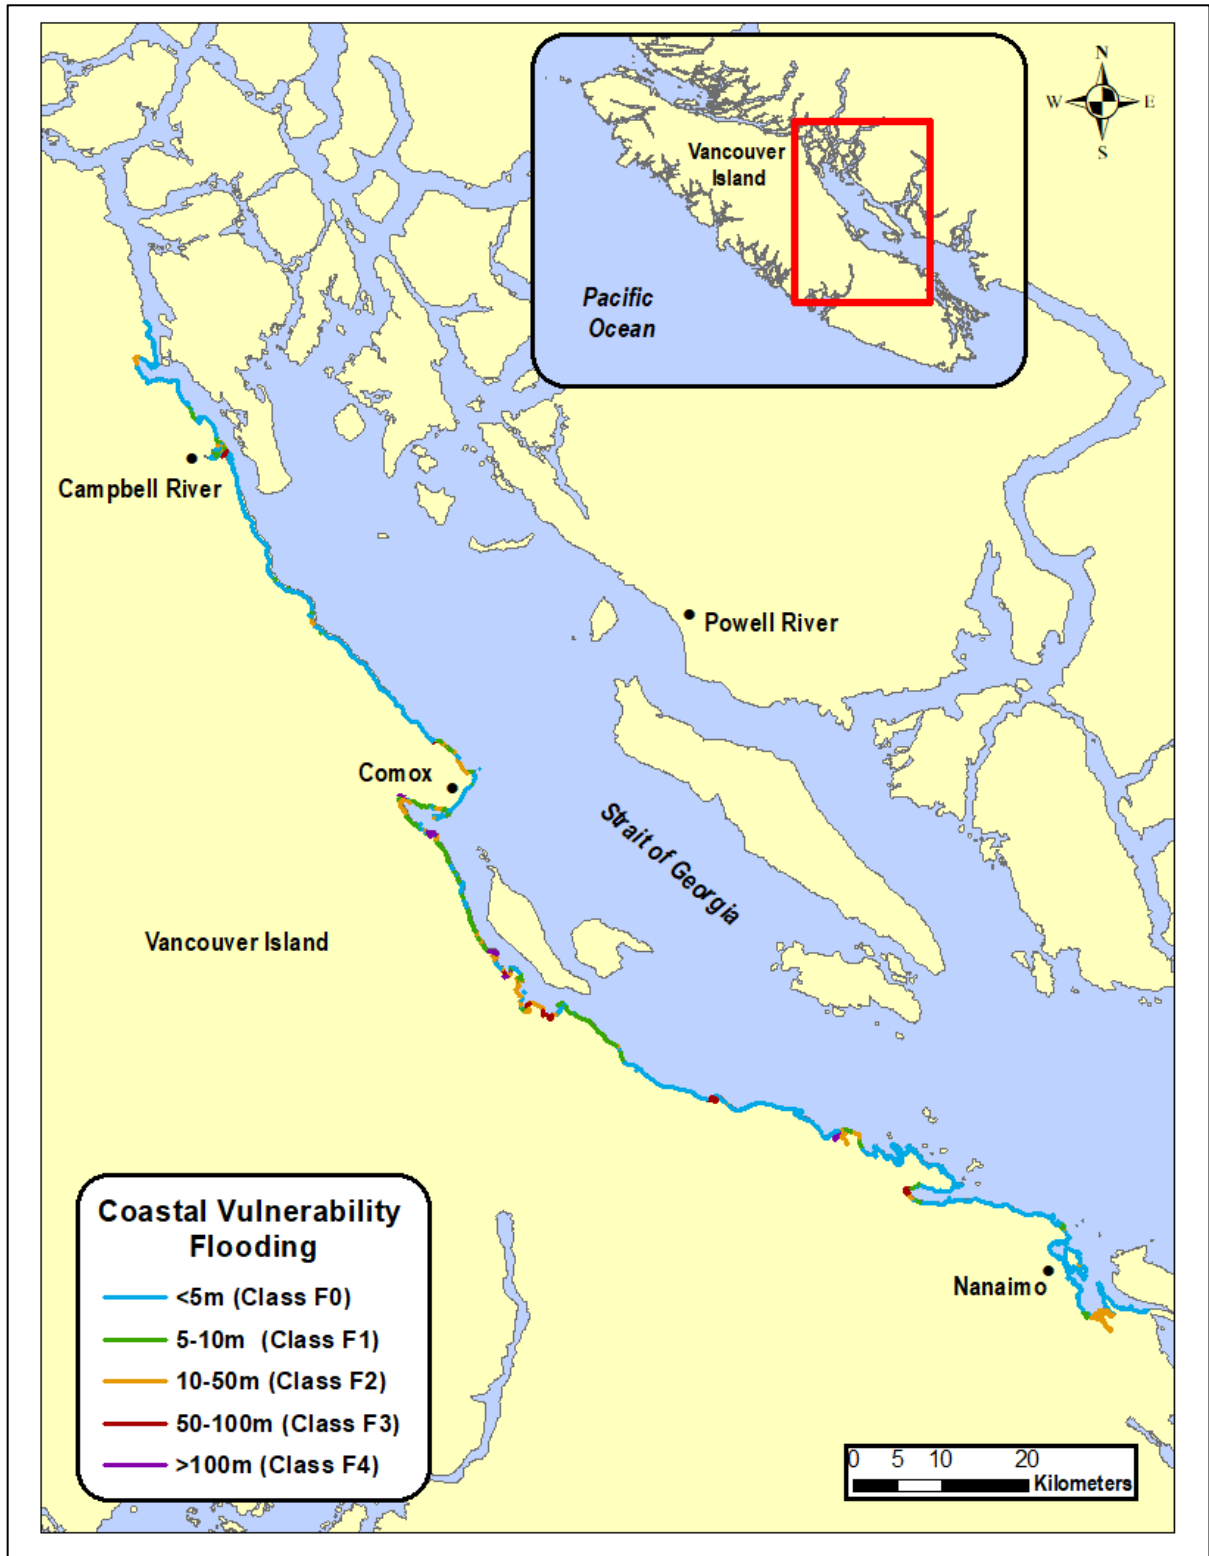 N
W E
S
Vancouver
Island
Pacific
Ocean
Campbell River
Powell River
Comox
Strait of Georgia
Vancouver Island
Nanaimo
Coastal Vulnerability
Flooding
<5m (Class F0)
5-10m (Class F1)
10-50m (Class F2)
50-100m (Class F3)
>100m (Class F4)
0 5 10 20
Kilometers